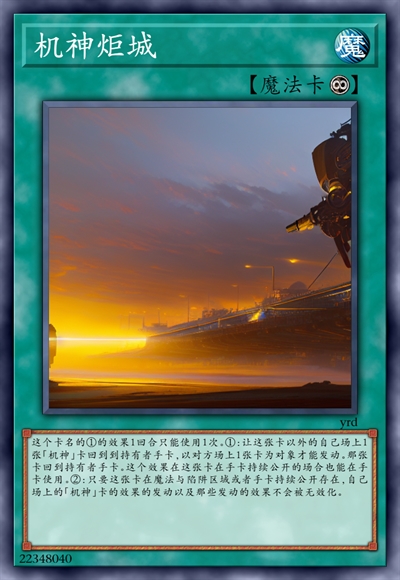 机神炬城
魔
【魔法卡】
yrd
这个卡名的①的效果1回合只能使用1次。①:让这张卡以外的自己场上1
张「机神」卡回到到持有者手卡,以对方场上1张卡为对象才能发动。那张
卡回到持有者手卡。这个效果在这张卡在手卡持续公开的场合也能在手
卡使用。②:只要这张卡在魔法与陷阱区域或者手卡持续公开存在,自己
场上的「机神」卡的效果的发动以及那些发动的效果不会被无效化。
22348040